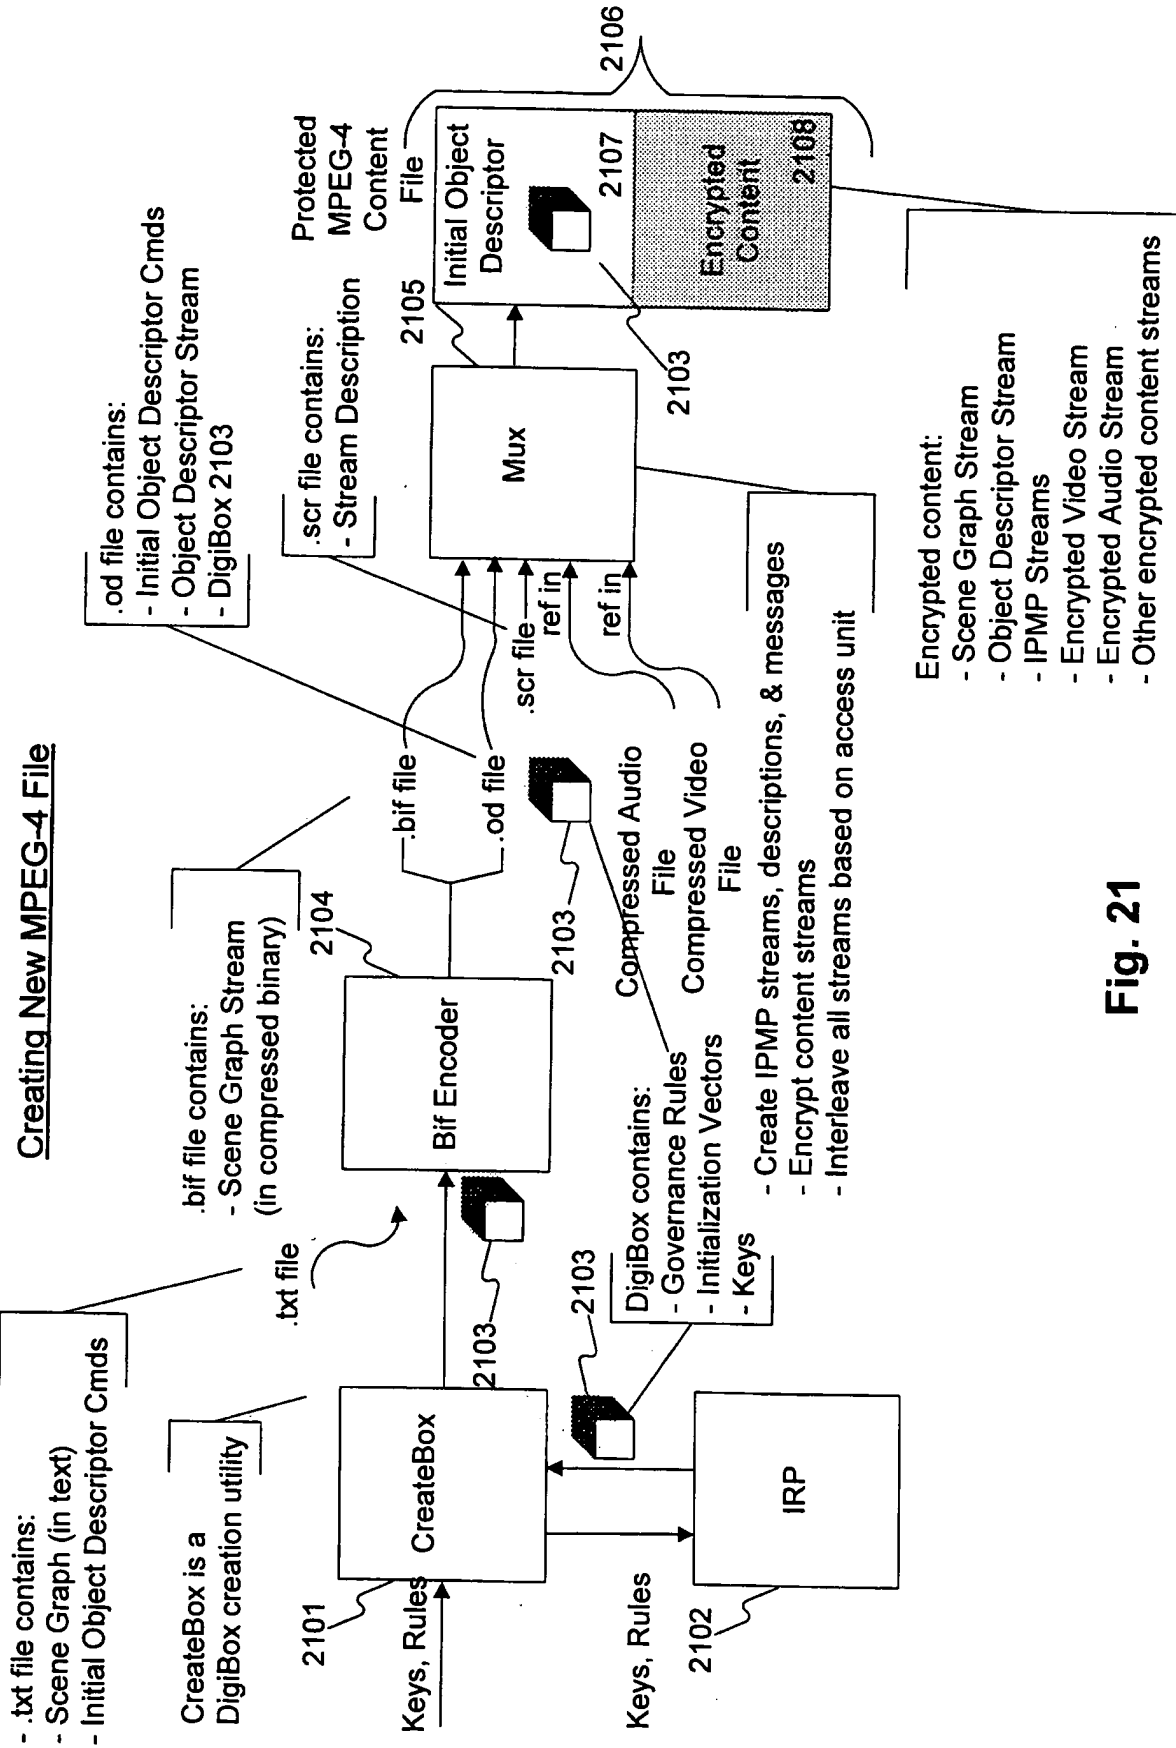 Creating New MPEG-4 File
- .txt file contains:
- Scene Graph (in text)
- Initial Object Descriptor Cmds
CreateBox is a
DigiBox creation utility
.bif file contains:
- Scene Graph Stream
(in compressed binary)
.od file contains:
- Initial Object Descriptor Cmds
- Object Descriptor Stream
- DigiBox 2103
.scr file contains:
- Stream Description
Protected
MPEG-4
Content
File
2101
Keys, Rules
CreateBox
.txt file
2103
2104
Bif Encoder
.bif file
.od file
2103
.scr file
ref in
ref in
Compressed Audio
File
Compressed Video
File
2105
Mux
Initial Object
Descriptor
2107
2103
Encrypted
Content
2108
2106
Keys, Rules
2102
IRP
2103
DigiBox contains:
- Governance Rules
- Initialization Vectors
- Keys
- Create IPMP streams, descriptions, & messages
- Encrypt content streams
- Interleave all streams based on access unit
Encrypted content:
- Scene Graph Stream
- Object Descriptor Stream
- IPMP Streams
- Encrypted Video Stream
- Encrypted Audio Stream
- Other encrypted content streams
Fig. 21